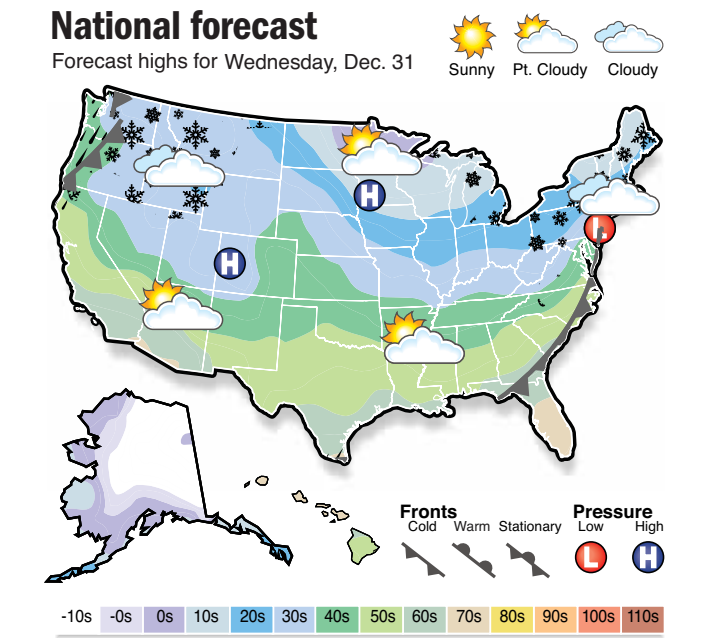 National forecast
Forecast highs for Wednesday, Dec. 31
Sunny Pt. Cloudy Cloudy
H
L
H
Fronts
Cold Warm Stationary
Pressure
Low High
L H
-10s -0s 0s 10s 20s 30s 40s 50s 60s 70s 80s 90s 100s 110s